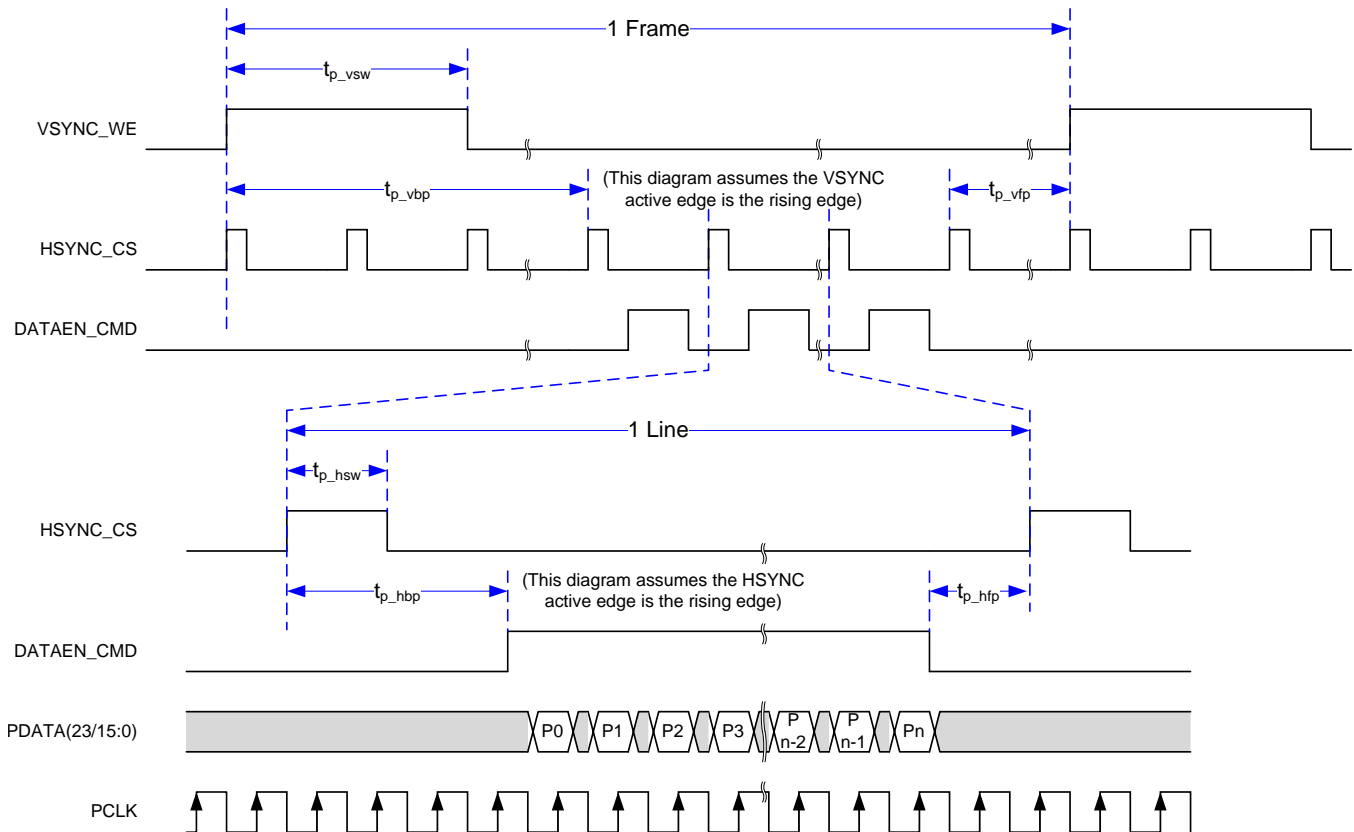 1 Frame
tp_vsw
VSYNC_WE
tp_vbp
(This diagram assumes the VSYNC
active edge is the rising edge)
tp_vfp
HSYNC_CS
DATAEN_CMD
1 Line
tp_hsw
HSYNC_CS
tp_hbp
(This diagram assumes the HSYNC
active edge is the rising edge)
tp_hfp
DATAEN_CMD
PDATA(23/15:0)
P0
P1
P2
P3
P
n-2
P
n-1
Pn
PCLK